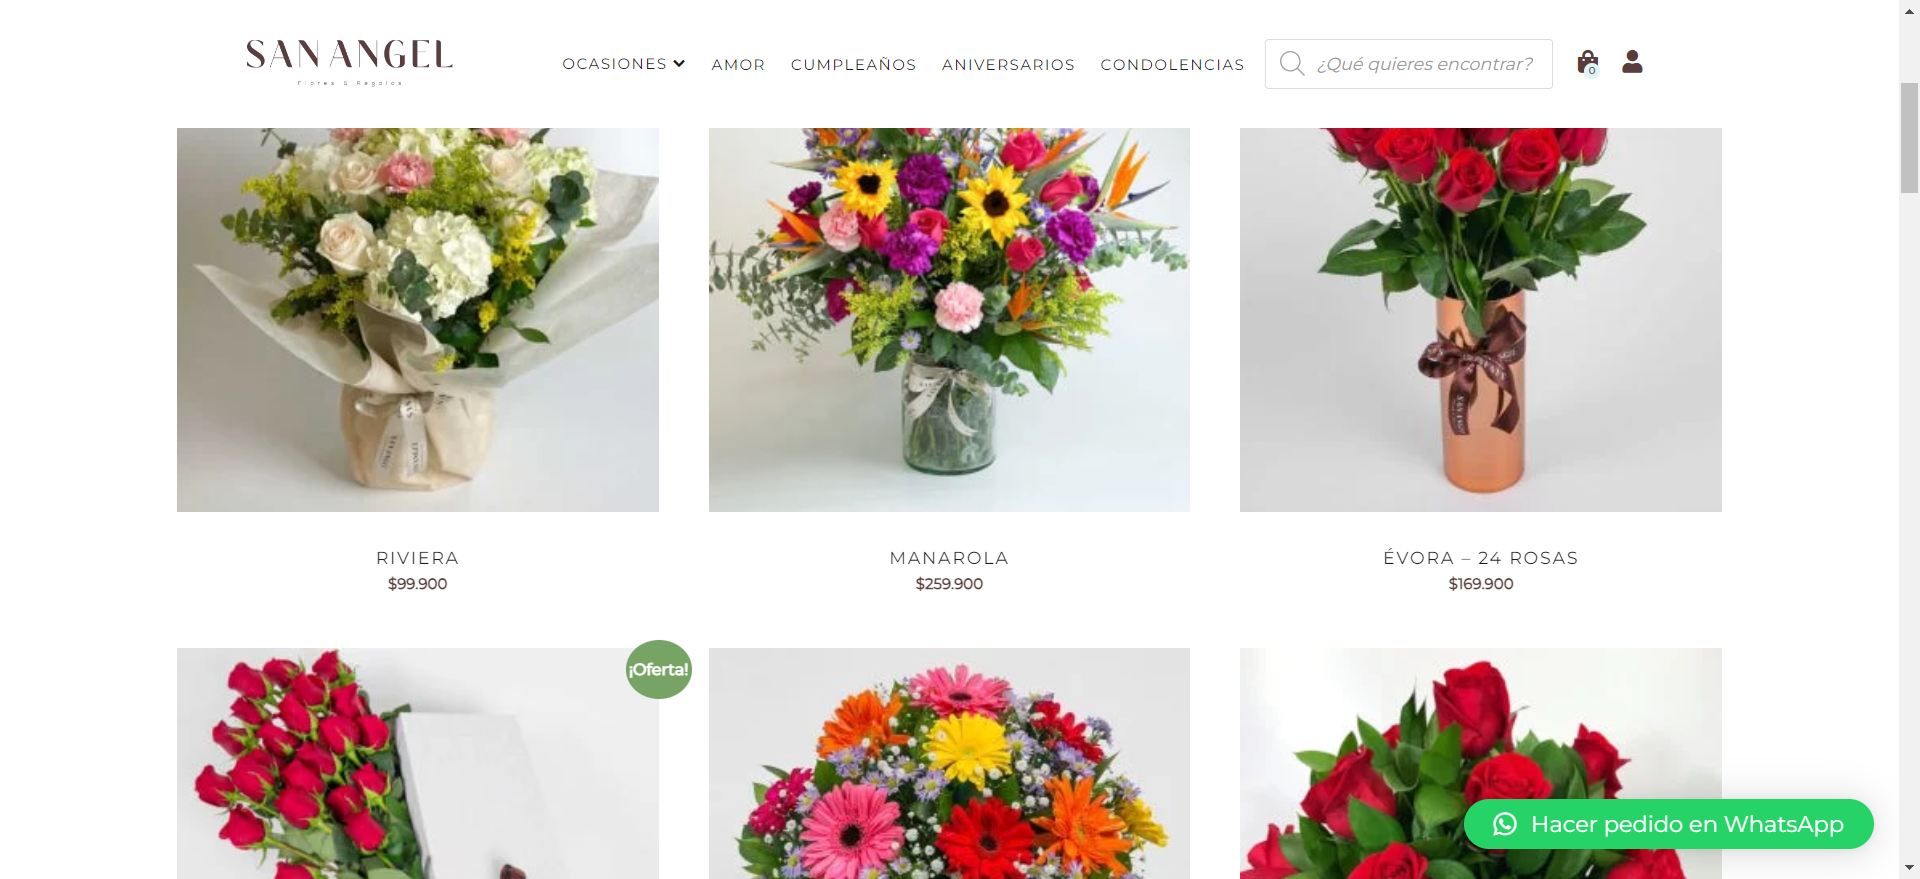 SAN ANGEL
Flores & Regalos
OCASIONES
AMOR
CUMPLEAÑOS
ANIVERSARIOS
CONDOLENCIAS
¿Qué quieres encontrar?
0
RIVIERA
$99.900
MANAROLA
$259.900
ÉVORA – 24 ROSAS
$169.900
¡Oferta!
Hacer pedido en WhatsApp